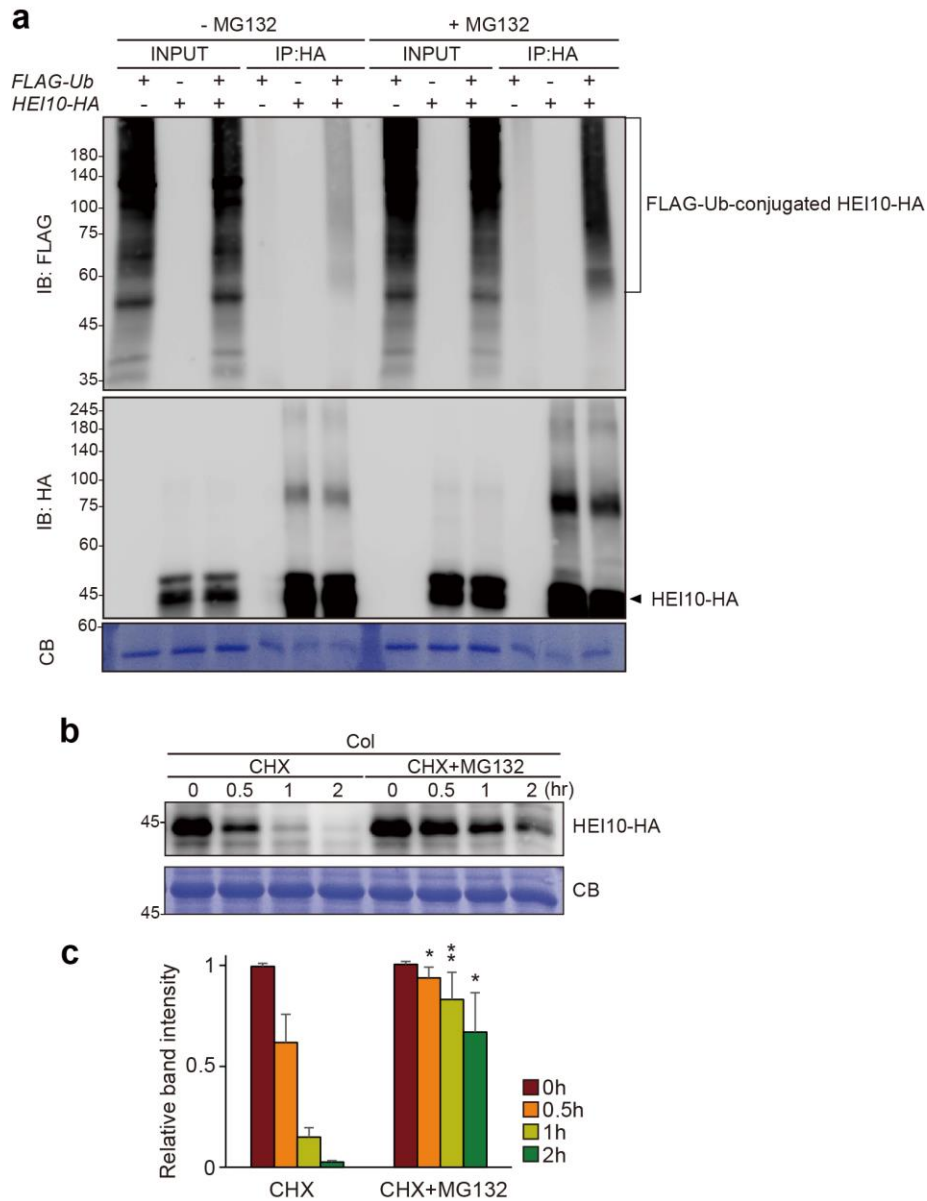 a
- MG132 + MG132
INPUT IP:HA INPUT IP:HA
FLAG-Ub + - + + - + + - + + - +
HEI10-HA - + + - + + - + + - + +
180
140
100
75
60
45
35
IB: FLAG
FLAG-Ub-conjugated HEI10-HA
245
180
140
100
75
60
45
IB: HA
HEI10-HA
60
CB
b
Col
CHX CHX+MG132
0 0.5 1 2 0 0.5 1 2 (hr)
45
HEI10-HA
CB
45
c
Relative band intensity
1
0.5
0
* ** *
0h
0.5h
1h
2h
CHX CHX+MG132